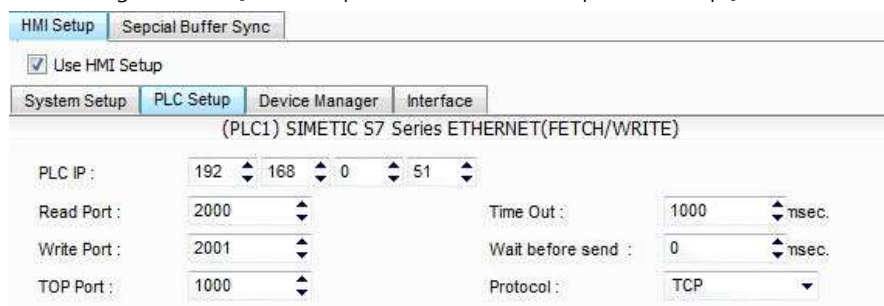 HMI Setup Sepcial Buffer Sync
Use HMI Setup
System Setup PLC Setup Device Manager Interface
(PLC1) SIMETIC S7 Series ETHERNET(FETCH/WRITE)
PLC IP : 192 168 0 51
Read Port : 2000 Time Out : 1000 msec.
Write Port : 2001 Wait before send : 0 msec.
TOP Port : 1000 Protocol : TCP